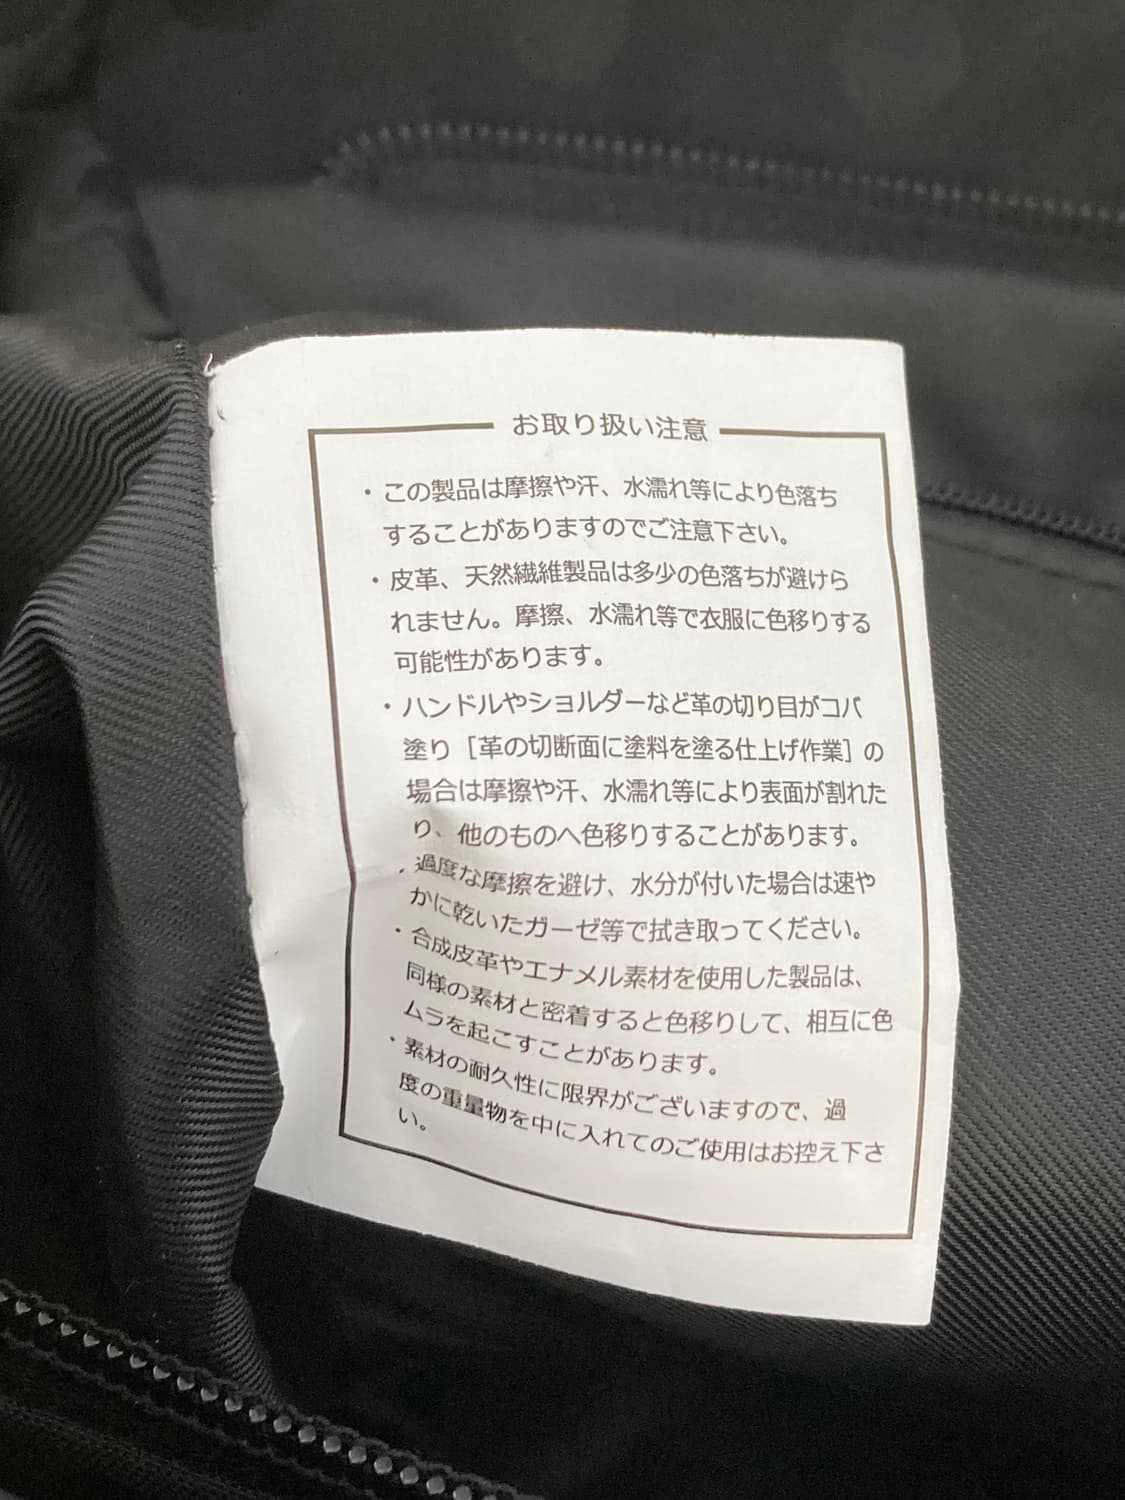 お取り扱い注意
・この製品は摩擦や汗、水濡れ等により色落ち
することがありますのでご注意下さい。
・皮革、天然繊維製品は多少の色落ちが避けら
れません。摩擦、水濡れ等で衣服に色移りする
可能性があります。
・ハンドルやショルダーなど革の切り目がコバ
塗り［革の切断面に塗料を塗る仕上げ作業］の
場合は摩擦や汗、水濡れ等により表面が割れた
り、他のものへ色移りすることがあります。
・過度な摩擦を避け、水分が付いた場合は速や
かに乾いたガーゼ等で拭き取ってください。
・合成皮革やエナメル素材を使用した製品は、
同様の素材と密着すると色移りして、相互に色
ムラを起こすことがあります。
・素材の耐久性に限界がございますので、過
度の重量物を中に入れてのご使用はお控え下さ
い。